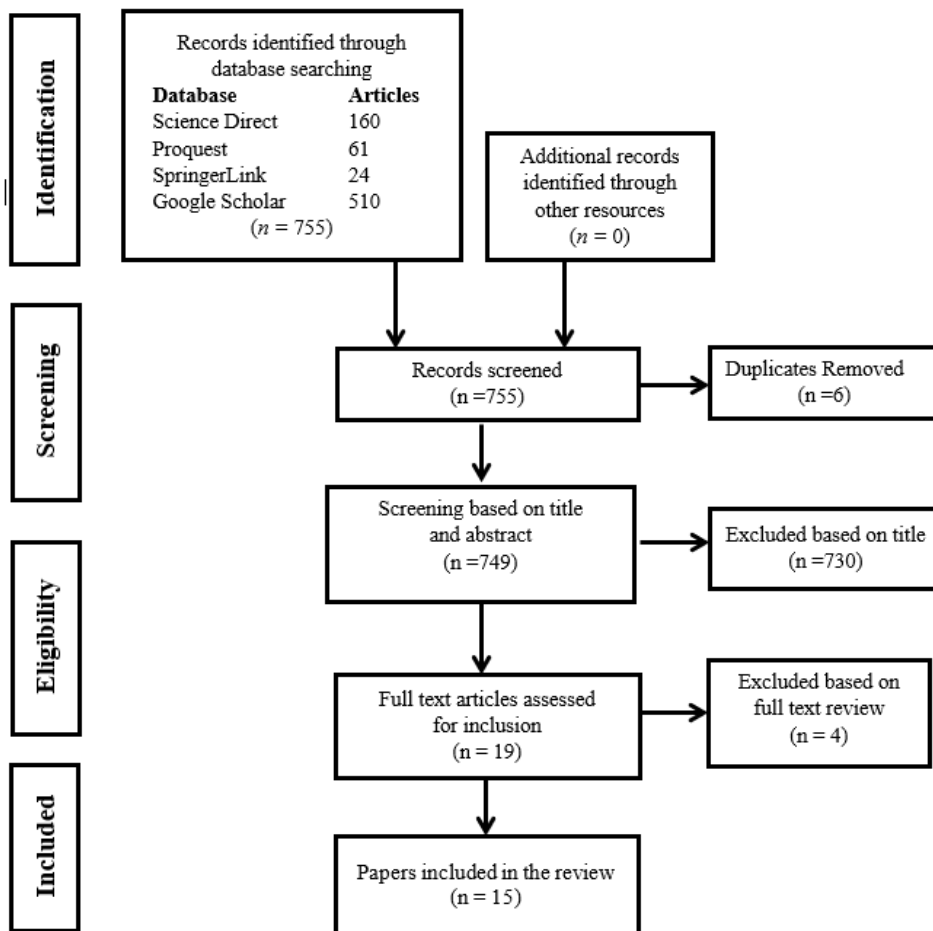 Identification
Records identified through
database searching
Database Articles
Science Direct 160
Proquest 61
SpringerLink 24
Google Scholar 510
(n = 755)
Additional records
identified through
other resources
(n = 0)
Screening
Records screened
(n =755)
Duplicates Removed
(n =6)
Screening based on title
and abstract
(n =749)
Excluded based on title
(n =730)
Eligibility
Full text articles assessed
for inclusion
(n = 19)
Excluded based on
full text review
(n = 4)
Included
Papers included in the review
(n = 15)